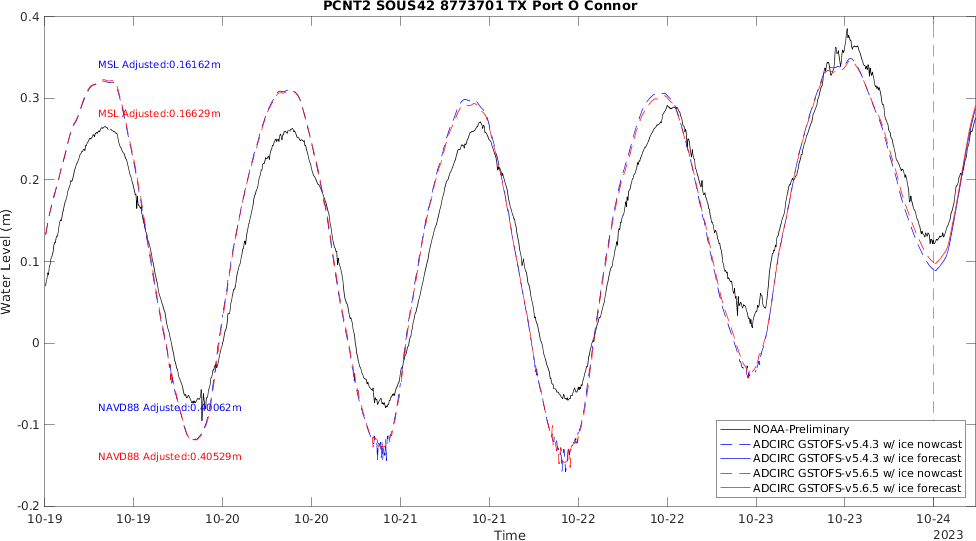 PCNT2 SOUS42 8773701 TX Port O Connor
0.4
0.3
0.2
0.1
0
-0.1
-0.2
Water Level (m)
MSL Adjusted:0.16162m
MSL Adjusted:0.16629m
NAVD88 Adjusted:0.40062m
NAVD88 Adjusted:0.40529m
NOAA-Preliminary
ADCIRC GSTOFS-v5.4.3 w/ ice nowcast
ADCIRC GSTOFS-v5.4.3 w/ ice forecast
ADCIRC GSTOFS-v5.6.5 w/ ice nowcast
ADCIRC GSTOFS-v5.6.5 w/ ice forecast
10-19 10-19 10-20 10-20 10-21 10-21 10-22 10-22 10-23 10-23 10-24
2023
Time